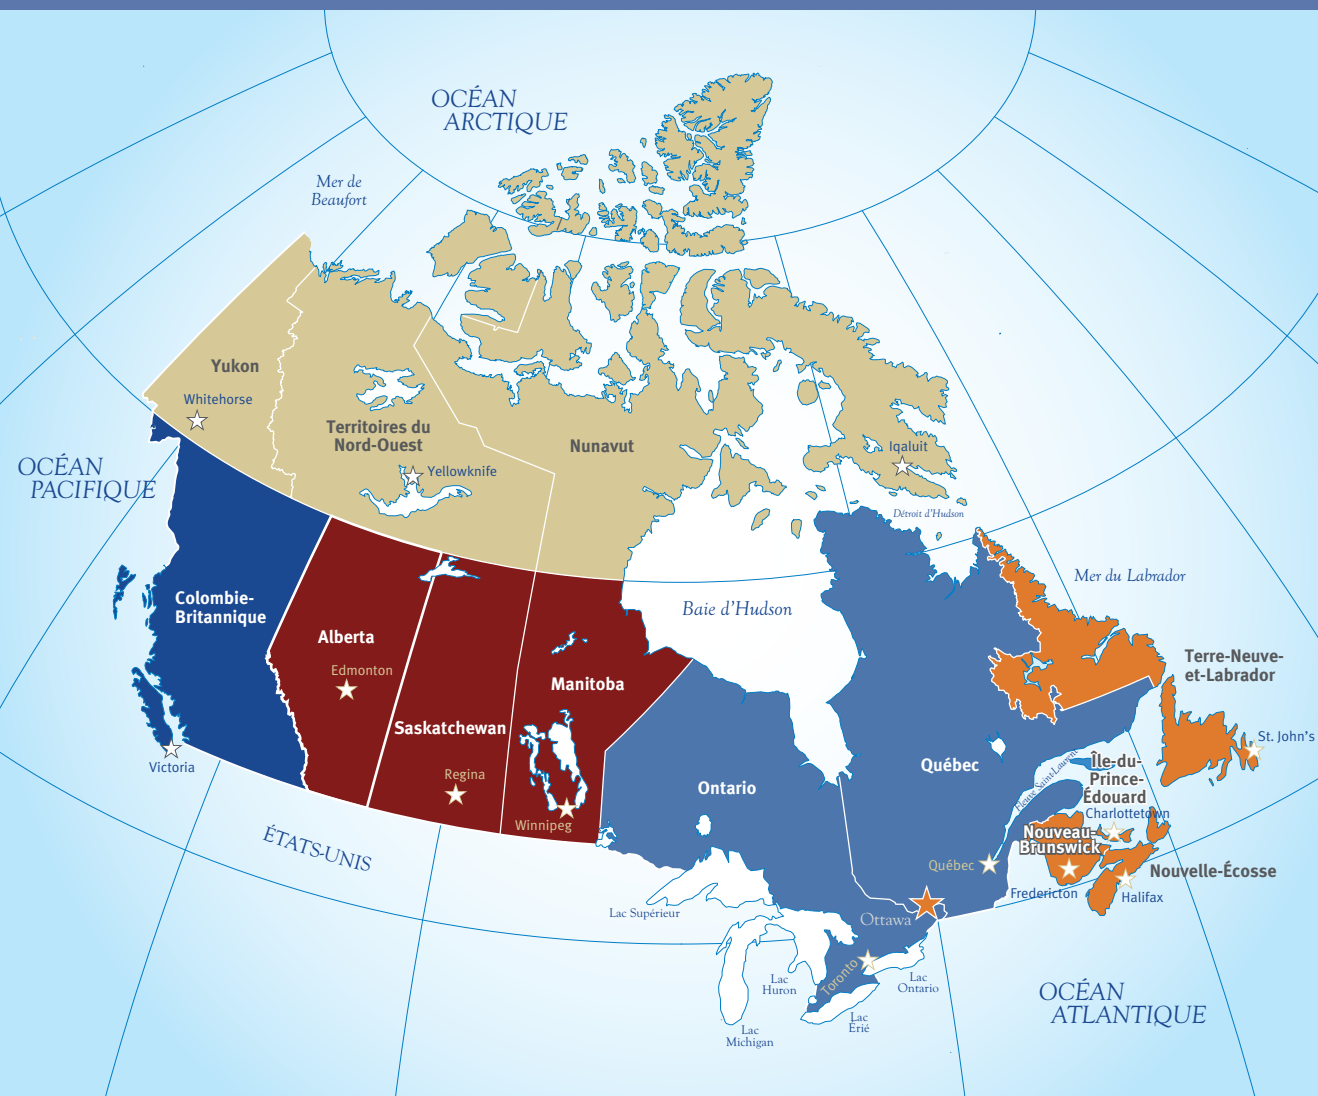 OCÉAN
ARCTIQUE
Mer de
Beaufort
Yukon
Whitehorse
Territoires du
Nord-Ouest
Yellowknife
Nunavut
Iqaluit
OCÉAN
PACIFIQUE
Détroit d'Hudson
Mer du Labrador
Colombie-
Britannique
Baie d'Hudson
Alberta
Edmonton
Manitoba
Terre-Neuve-
et-Labrador
Saskatchewan
St. John's
Victoria
Regina
Québec
Fleuve Saint-Laurent
Île-du-
Prince-
Édouard
Charlottetown
Ontario
Winnipeg
ÉTATS-UNIS
Nouveau-
Brunswick
Québec
Nouvelle-Écosse
Fredericton
Halifax
Lac Supérieur
Ottawa
Toronto
Lac
Huron
Lac
Ontario
Lac
Érié
Lac
Michigan
OCÉAN
ATLANTIQUE